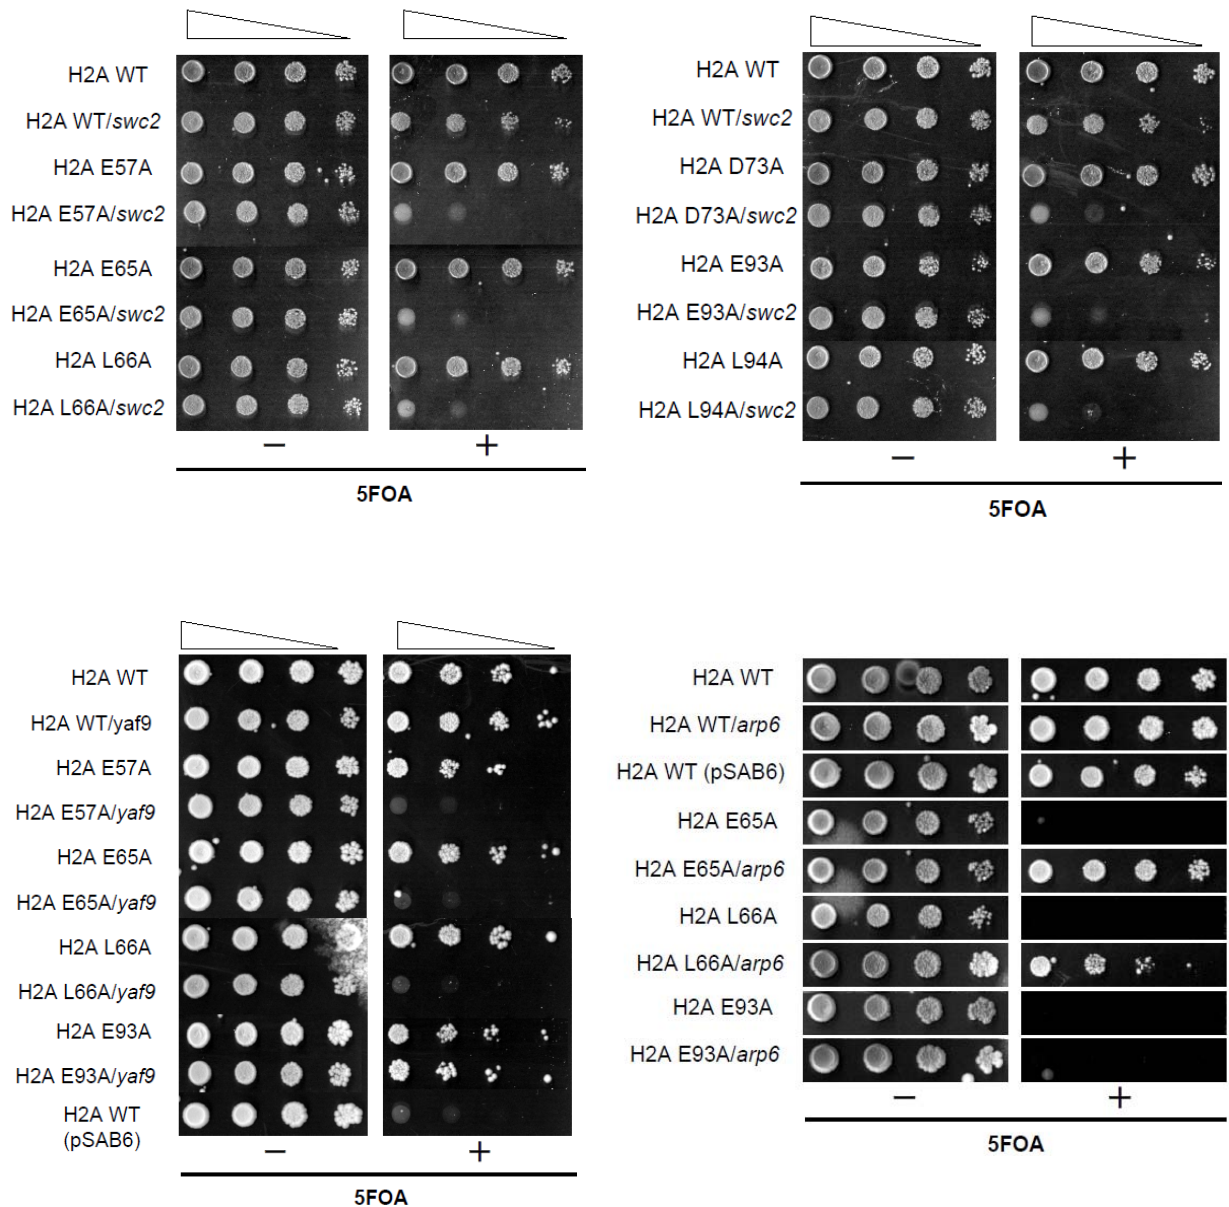 H2A WT
H2A WT/swc2
H2A E57A
H2A E57A/swc2
H2A E65A
H2A E65A/swc2
H2A L66A
H2A L66A/swc2
− +
5FOA
H2A WT
H2A WT/swc2
H2A D73A
H2A D73A/swc2
H2A E93A
H2A E93A/swc2
H2A L94A
H2A L94A/swc2
− +
5FOA
H2A WT
H2A WT/yaf9
H2A E57A
H2A E57A/yaf9
H2A E65A
H2A E65A/yaf9
H2A L66A
H2A L66A/yaf9
H2A E93A
H2A E93A/yaf9
H2A WT
(pSAB6)
− +
5FOA
H2A WT
H2A WT/arp6
H2A WT (pSAB6)
H2A E65A
H2A E65A/arp6
H2A L66A
H2A L66A/arp6
H2A E93A
H2A E93A/arp6
− +
5FOA